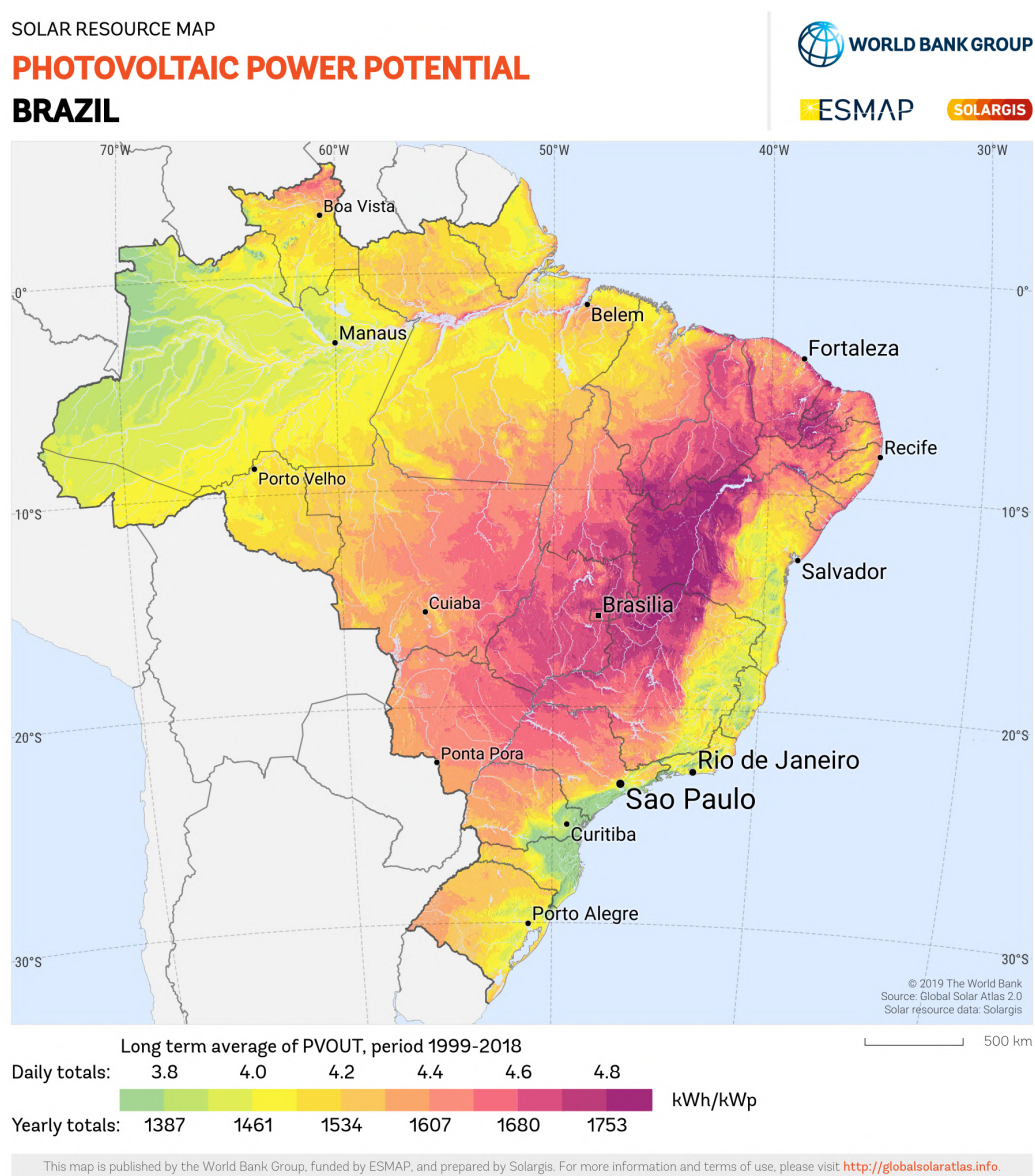 SOLAR RESOURCE MAP
PHOTOVOLTAIC POWER POTENTIAL
BRAZIL
WORLD BANK GROUP
ESMAP
SOLARGIS
70°W 60°W 50°W 40°W 30°W
Boa Vista
0° 0°
Belem
Manaus
Fortaleza
Recife
Porto Velho
10°S 10°S
Salvador
Cuiaba
Brasilia
20°S 20°S
Ponta Pora
Rio de Janeiro
Sao Paulo
Curitiba
Porto Alegre
30°S 30°S
© 2019 The World Bank
Source: Global Solar Atlas 2.0
Solar resource data: Solargis
Long term average of PVOUT, period 1999-2018
500 km
Daily totals: 3.8 4.0 4.2 4.4 4.6 4.8
kWh/kWp
Yearly totals: 1387 1461 1534 1607 1680 1753
This map is published by the World Bank Group, funded by ESMAP, and prepared by Solargis. For more information and terms of use, please visit http://globalsolaratlas.info.